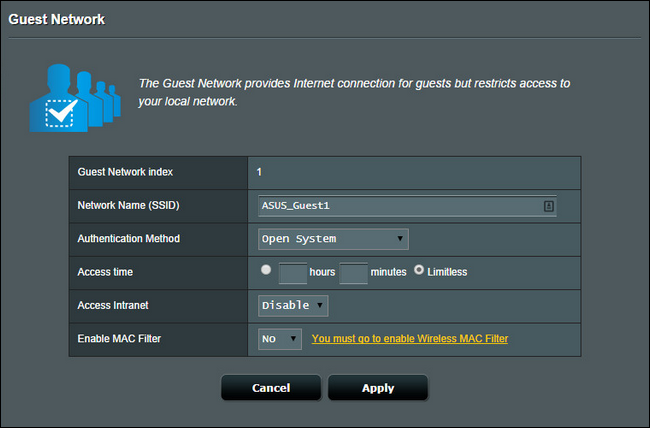 Guest Network
The Guest Network provides Internet connection for guests but restricts access to
your local network.
Guest Network index 1
Network Name (SSID) ASUS_Guest1
Authentication Method Open System
Access time hours minutes Limitless
Access Intranet Disable
Enable MAC Filter No You must go to enable Wireless MAC Filter
Cancel Apply